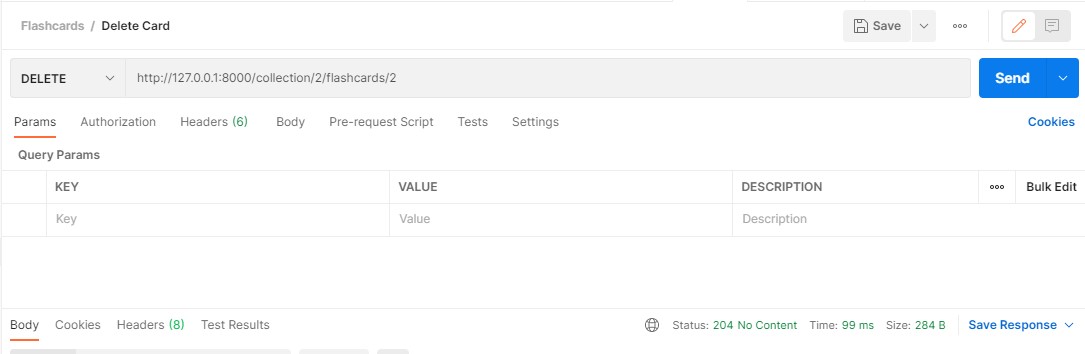 Flashcards / Delete Card Save
DELETE http://127.0.0.1:8000/collection/2/flashcards/2 Send
Params Authorization Headers (6) Body Pre-request Script Tests Settings Cookies
Query Params
KEY VALUE DESCRIPTION Bulk Edit
Key Value Description
Body Cookies Headers (8) Test Results Status: 204 No Content Time: 99 ms Size: 284 B Save Response